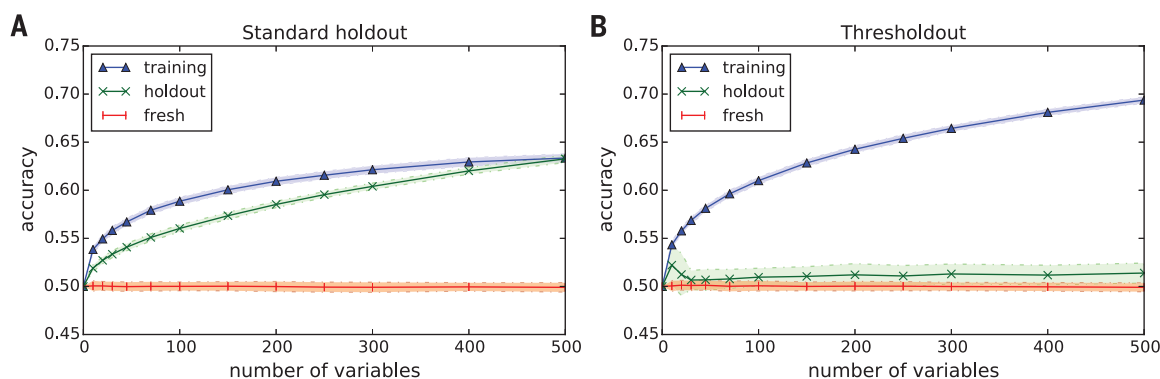 A
Standard holdout
0.75
0.70
0.65
0.60
0.55
0.50
0.45
accuracy
training
holdout
fresh
0
100
200
300
400
500
number of variables
B
Thresholdout
0.75
0.70
0.65
0.60
0.55
0.50
0.45
accuracy
training
holdout
fresh
0
100
200
300
400
500
number of variables